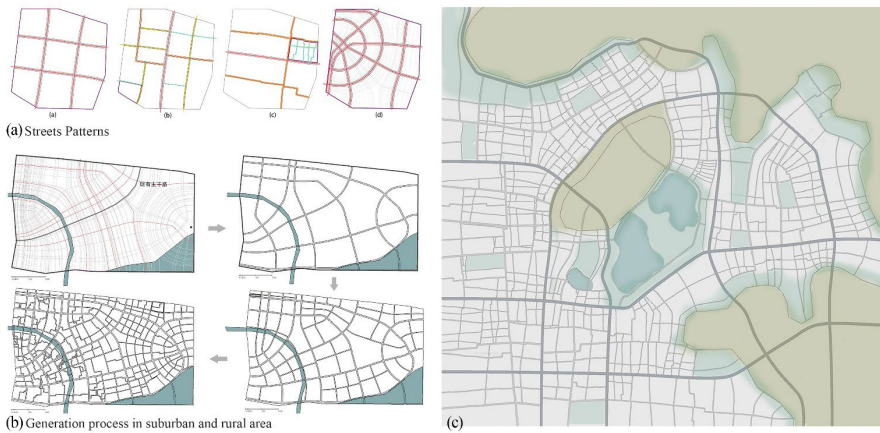 (a) (b) (c) (d)
(a) Streets Patterns
现有主干路
(b) Generation process in suburban and rural area
(c)